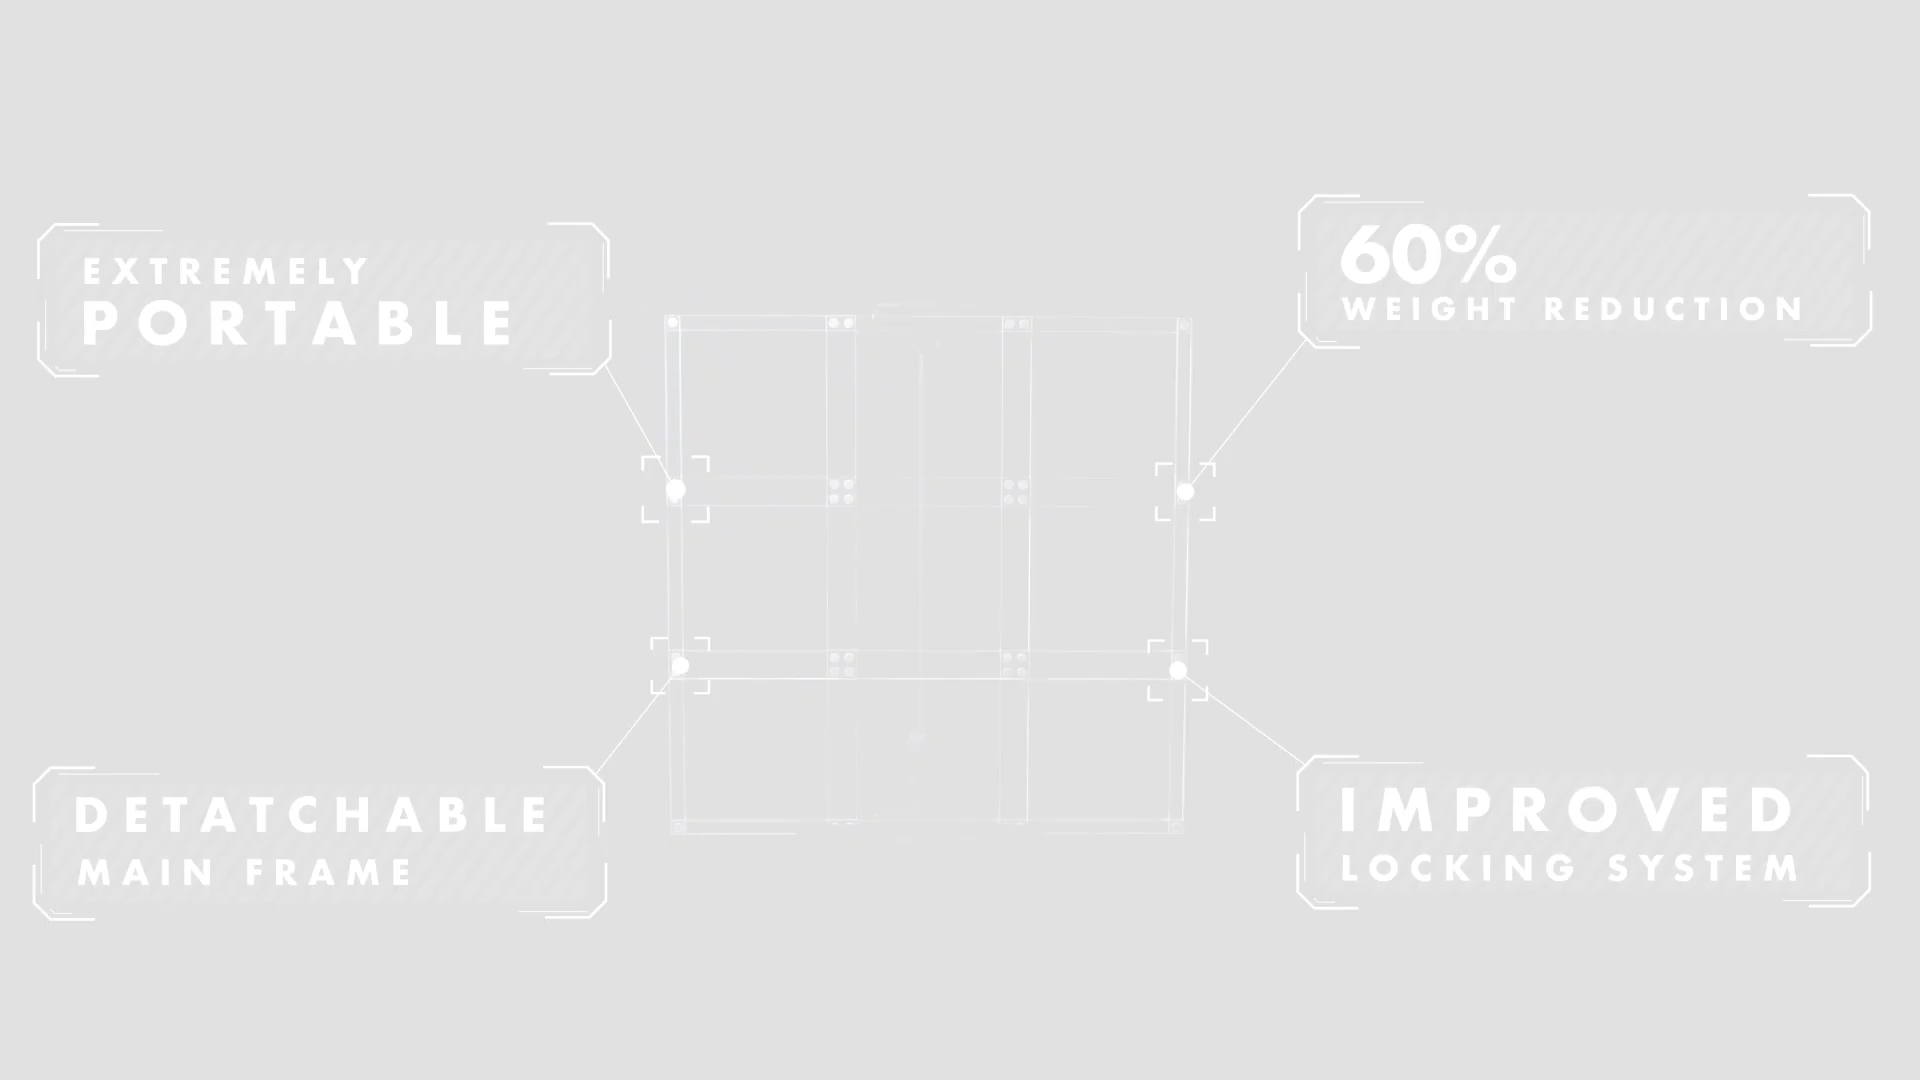 EXTREMELY
PORTABLE
60%
WEIGHT REDUCTION
DETATCHABLE
MAIN FRAME
IMPROVED
LOCKING SYSTEM